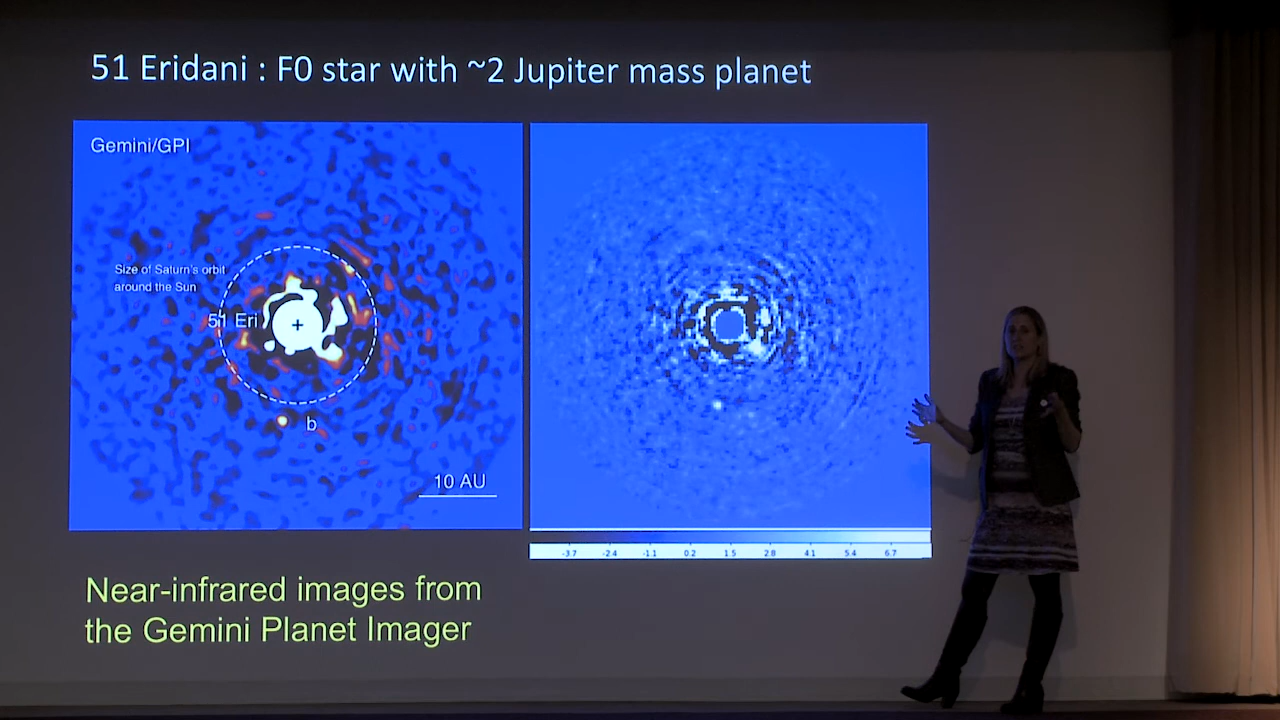 51 Eridani : F0 star with ~2 Jupiter mass planet
Gemini/GPI
Size of Saturn's orbit
around the Sun
51 Eri
b
10 AU
-3.7 -2.4 -1.1 0.2 1.5 2.8 4.1 5.4 6.7
Near-infrared images from
the Gemini Planet Imager